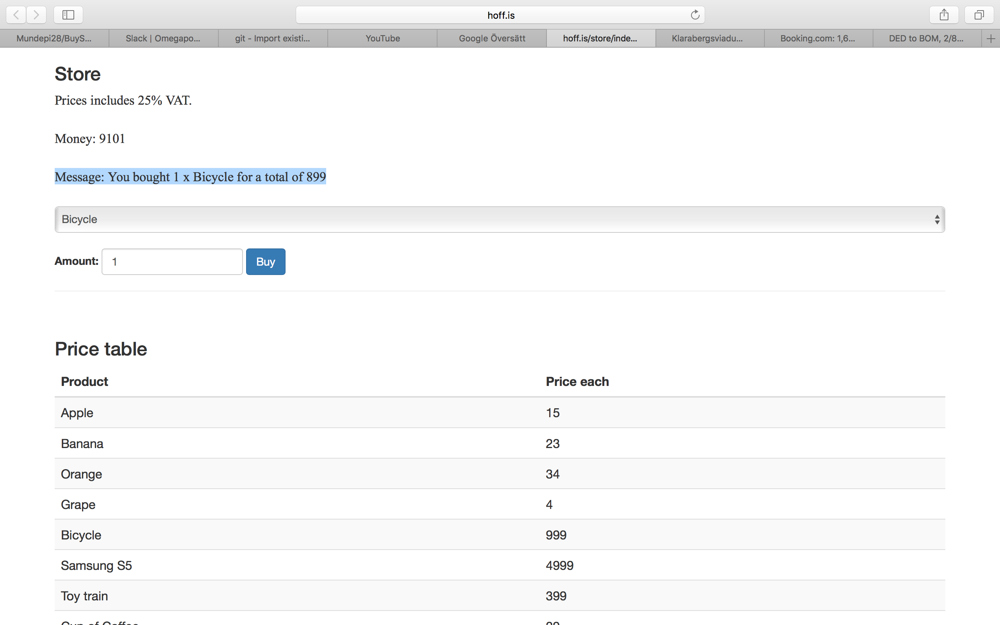 hoff.is
Mundepi28/BuyS...
Slack | Omegapo...
git - Import existi...
YouTube
Google Översätt
hoff.is/store/inde...
Klarabergsviadu...
Booking.com: 1,6...
DED to BOM, 2/8...
Store
Prices includes 25% VAT.
Money: 9101
Message: You bought 1 x Bicycle for a total of 899
Bicycle
Amount: 1 Buy
Price table
Product Price each
Apple 15
Banana 23
Orange 34
Grape 4
Bicycle 999
Samsung S5 4999
Toy train 399
Cup of Coffee